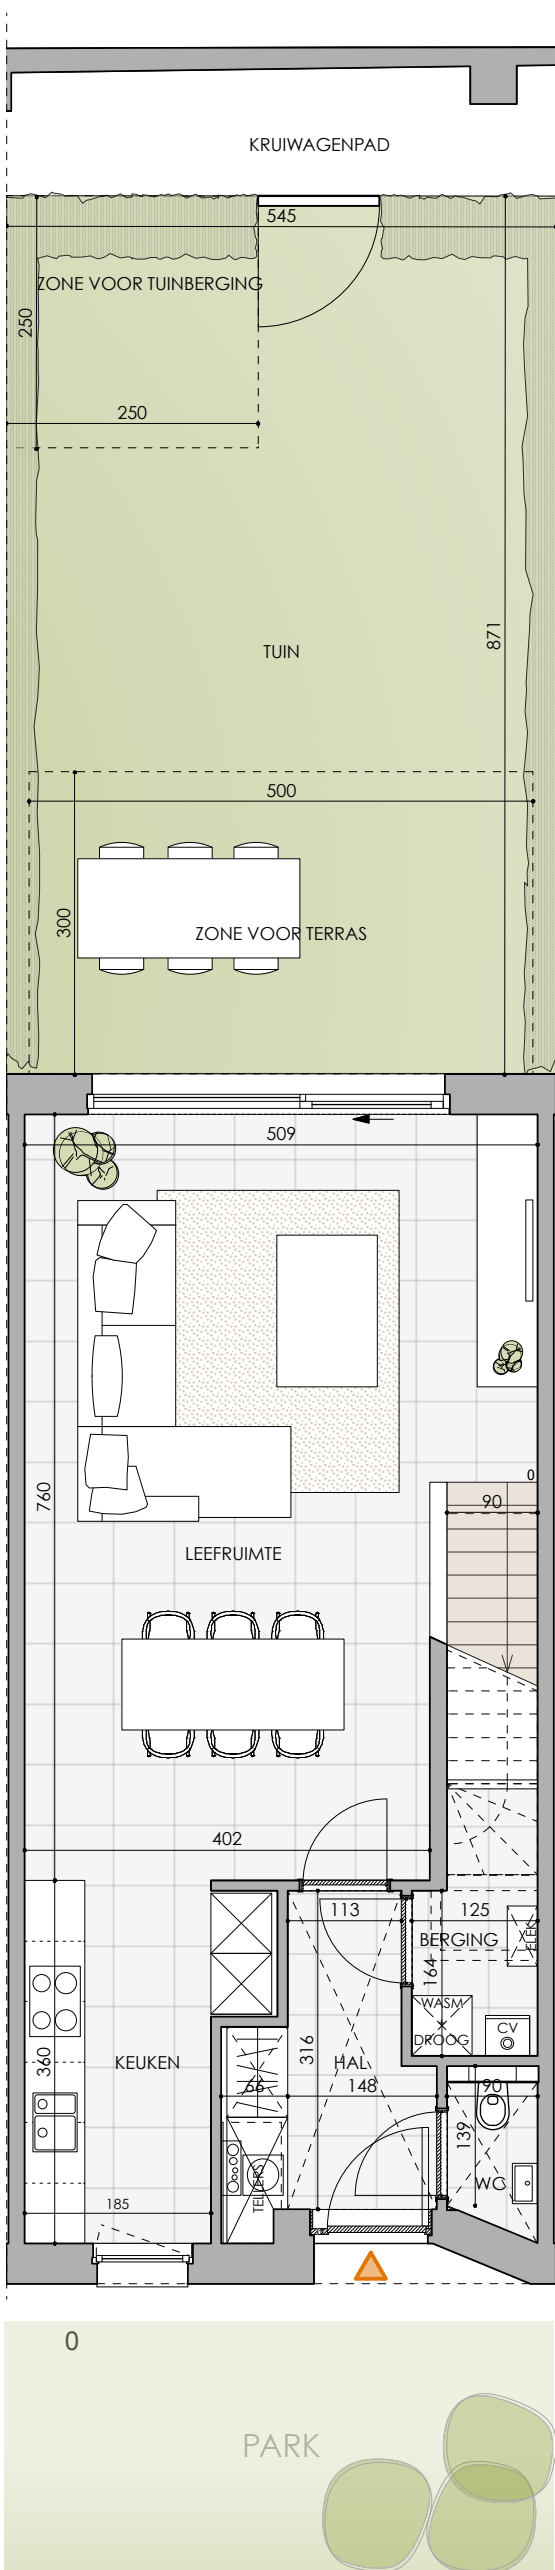 KRUIWAGENPAD
545
ZONE VOOR TUINBERGING
250
250
871
TUIN
500
300
ZONE VOOR TERRAS
509
760
0
90
LEEFRUIMTE
402
113
125
BERGING
ELEK
164
WASM
DROOG
CV
316
KEUKEN
360
HAL
66
148
90
139
WC
TELLERS
185
0
PARK